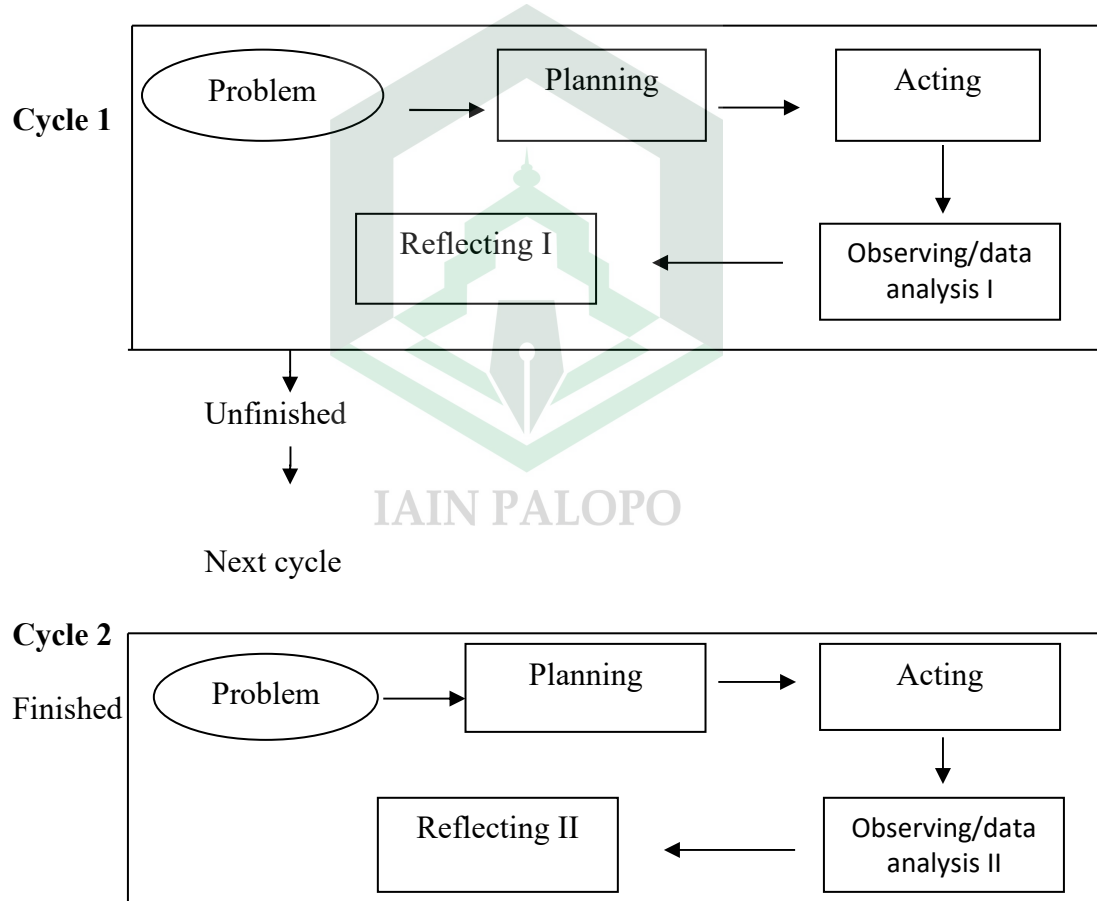 Cycle 1
Problem
Planning
Acting
Observing/data
analysis I
Reflecting I
Unfinished
IAIN PALOPO
Next cycle
Cycle 2
Finished
Problem
Planning
Acting
Observing/data
analysis II
Reflecting II